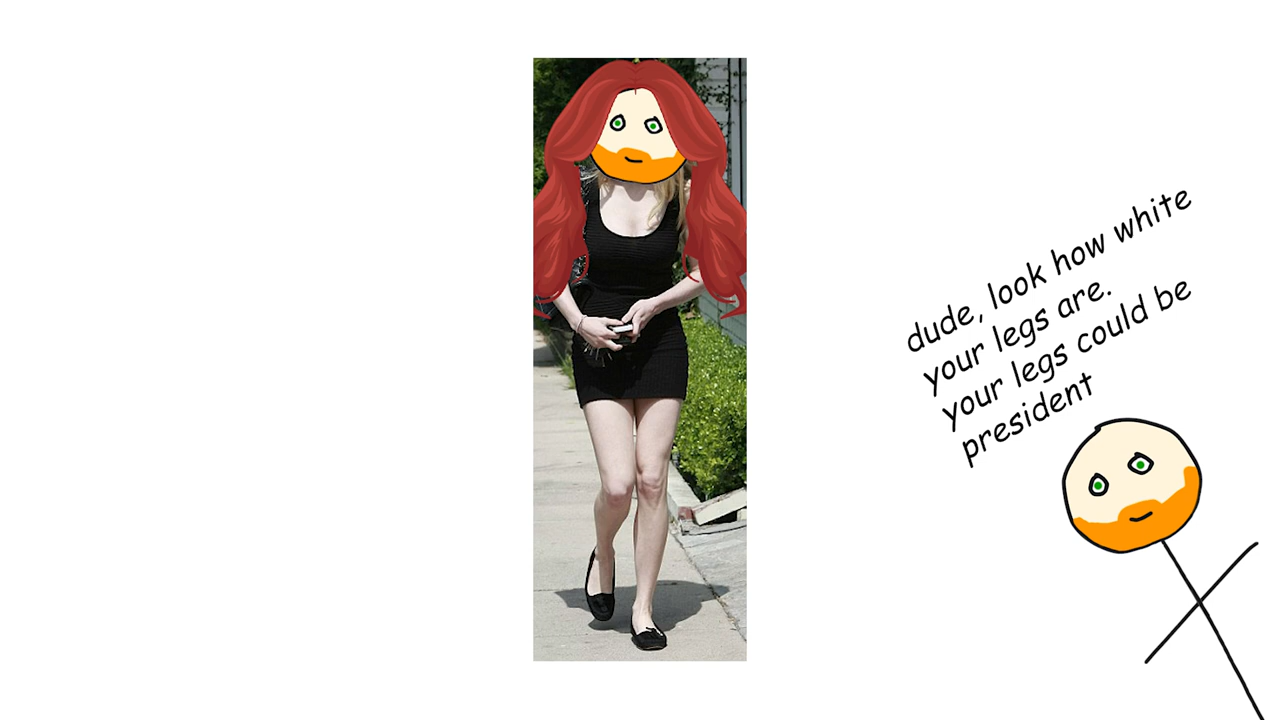 dude, look how white
your legs are.
your legs could be
president